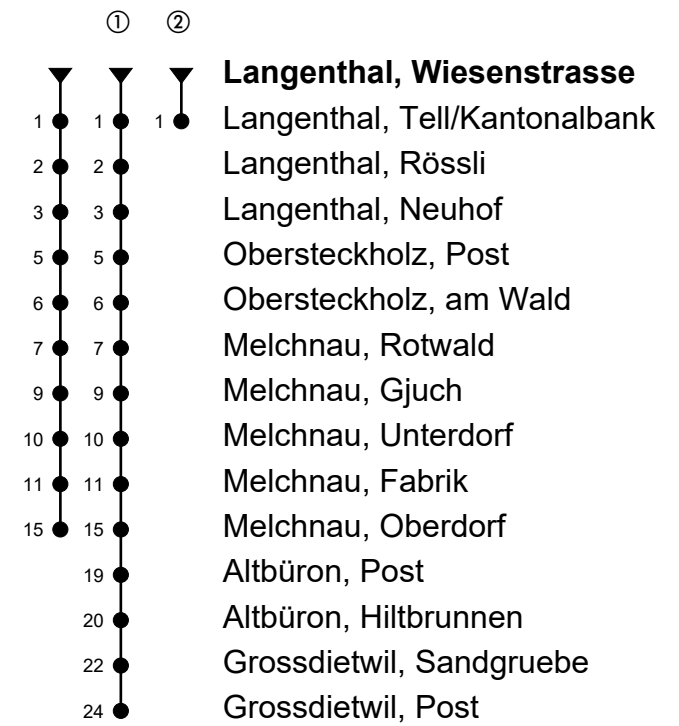 ① ②
Langenthal, Wiesenstrasse
1 1 1 Langenthal, Tell/Kantonalbank
2 2 Langenthal, Rössli
3 3 Langenthal, Neuhof
5 5 Obersteckholz, Post
6 6 Obersteckholz, am Wald
7 7 Melchnau, Rotwald
9 9 Melchnau, Gjuch
10 10 Melchnau, Unterdorf
11 11 Melchnau, Fabrik
15 15 Melchnau, Oberdorf
19 Altbüron, Post
20 Altbüron, Hiltbrunnen
22 Grossdietwil, Sandgruebe
24 Grossdietwil, Post